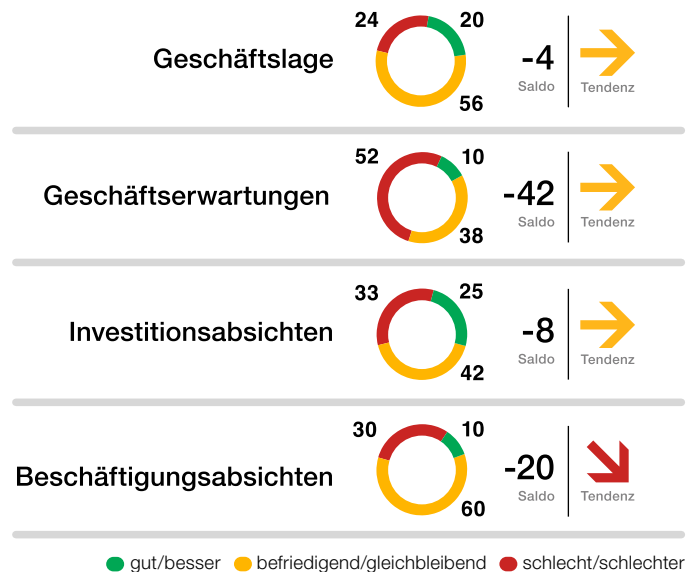 24 20
Geschäftslage
-4
Saldo
Tendenz
56
52 10
Geschäftserwartungen
-42
Saldo
Tendenz
38
33 25
Investitionsabsichten
-8
Saldo
Tendenz
42
30 10
Beschäftigungsabsichten
-20
Saldo
Tendenz
60
gut/besser befriedigend/gleichbleibend schlecht/schlechter